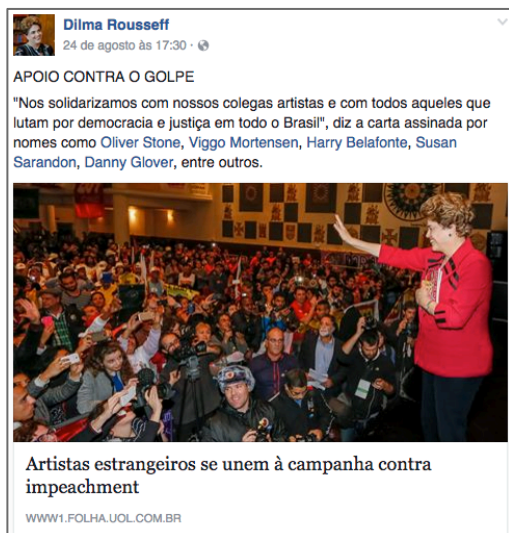 Dilma Rousseff
24 de agosto às 17:30 ·
APOIO CONTRA O GOLPE
"Nos solidarizamos com nossos colegas artistas e com todos aqueles que
lutam por democracia e justiça em todo o Brasil", diz a carta assinada por
nomes como Oliver Stone, Viggo Mortensen, Harry Belafonte, Susan
Sarandon, Danny Glover, entre outros.
Artistas estrangeiros se unem à campanha contra
impeachment
WWW1.FOLHA.UOL.COM.BR